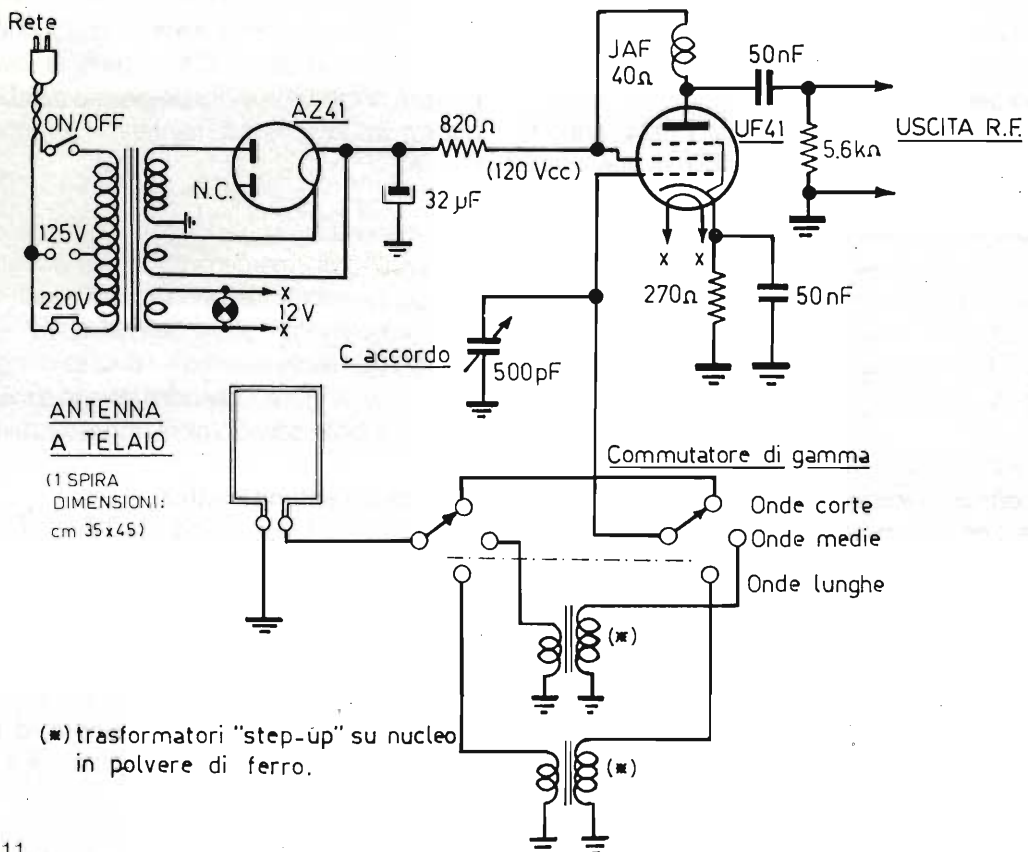 Rete
ON/OFF
125V
220V
N.C.
AZ41
12V
x
x
32 µF
820Ω
(120 Vcc)
JAF
40Ω
50nF
UF41
5.6kΩ
USCITA R.F.
x x
270Ω
50nF
C accordo
500pF
ANTENNA
A TELAIO
(1 SPIRA
DIMENSIONI:
cm 35x45)
Commutatore di gamma
Onde corte
Onde medie
Onde lunghe
(*)
(*)
(*) trasformatori "step-up" su nucleo
in polvere di ferro.
11